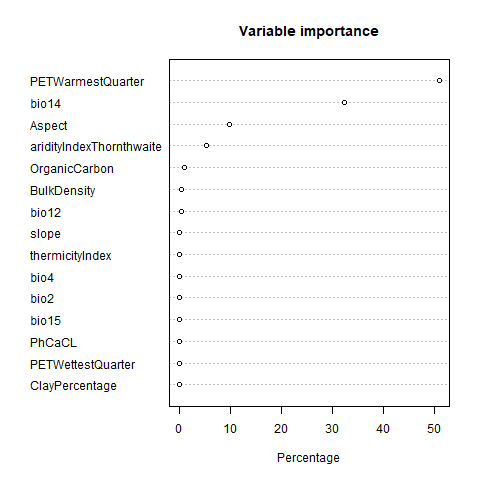 Variable importance
PETWarmestQuarter
bio14
Aspect
aridityIndexThornthwaite
OrganicCarbon
BulkDensity
bio12
slope
thermicityIndex
bio4
bio2
bio15
PhCaCL
PETWettestQuarter
ClayPercentage
0 10 20 30 40 50
Percentage